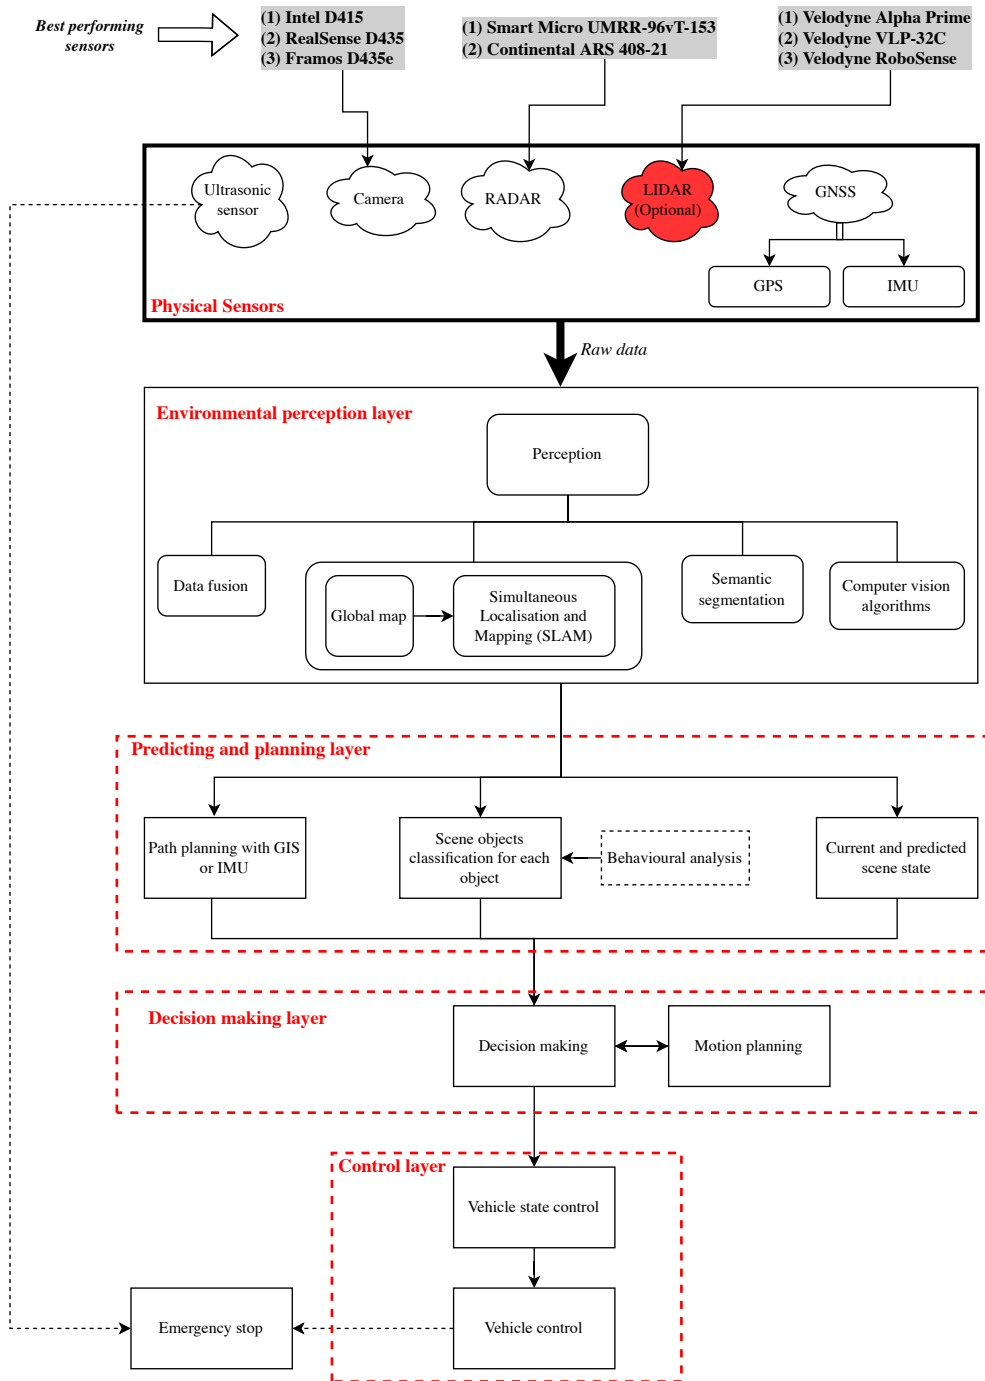 Best performing
sensors
(1) Intel D415
(2) RealSense D435
(3) Framos D435e
(1) Smart Micro UMRR-96vT-153
(2) Continental ARS 408-21
(1) Velodyne Alpha Prime
(2) Velodyne VLP-32C
(3) Velodyne RoboSense
Ultrasonic
sensor
Camera
RADAR
LIDAR
(Optional)
GNSS
GPS
IMU
Physical Sensors
Raw data
Environmental perception layer
Perception
Data fusion
Global map
Simultaneous
Localisation and
Mapping (SLAM)
Semantic
segmentation
Computer vision
algorithms
Predicting and planning layer
Path planning with GIS
or IMU
Scene objects
classification for each
object
Behavioural analysis
Current and predicted
scene state
Decision making layer
Decision making
Motion planning
Control layer
Vehicle state control
Emergency stop
Vehicle control